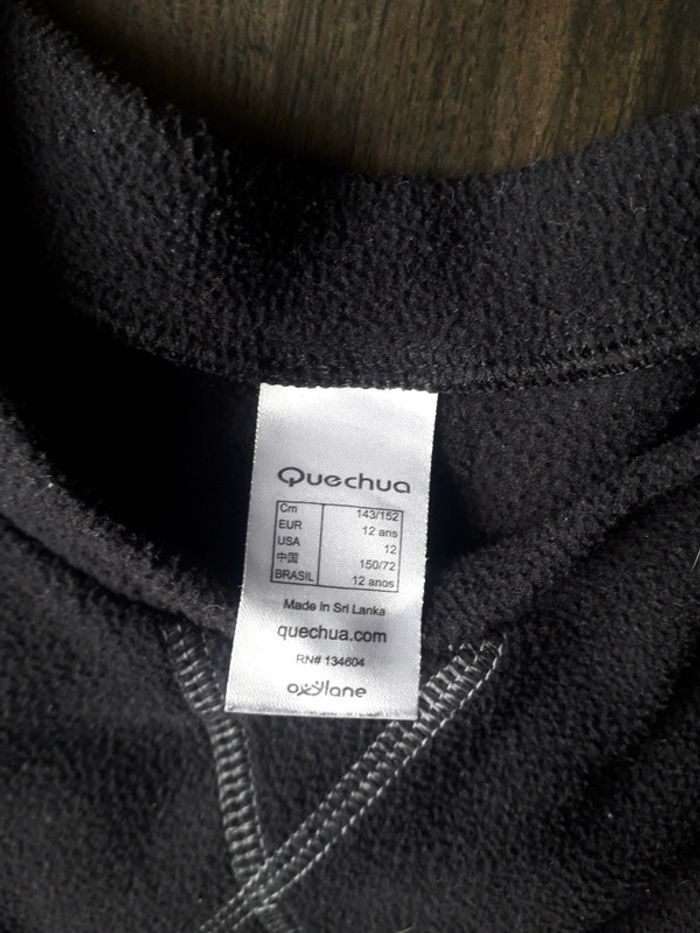 Quechua
Cm 143/152
EUR 12 ans
USA 12
中国 150/72
BRASIL 12 anos
Made in Sri Lanka
quechua.com
RN# 134604
oxylane